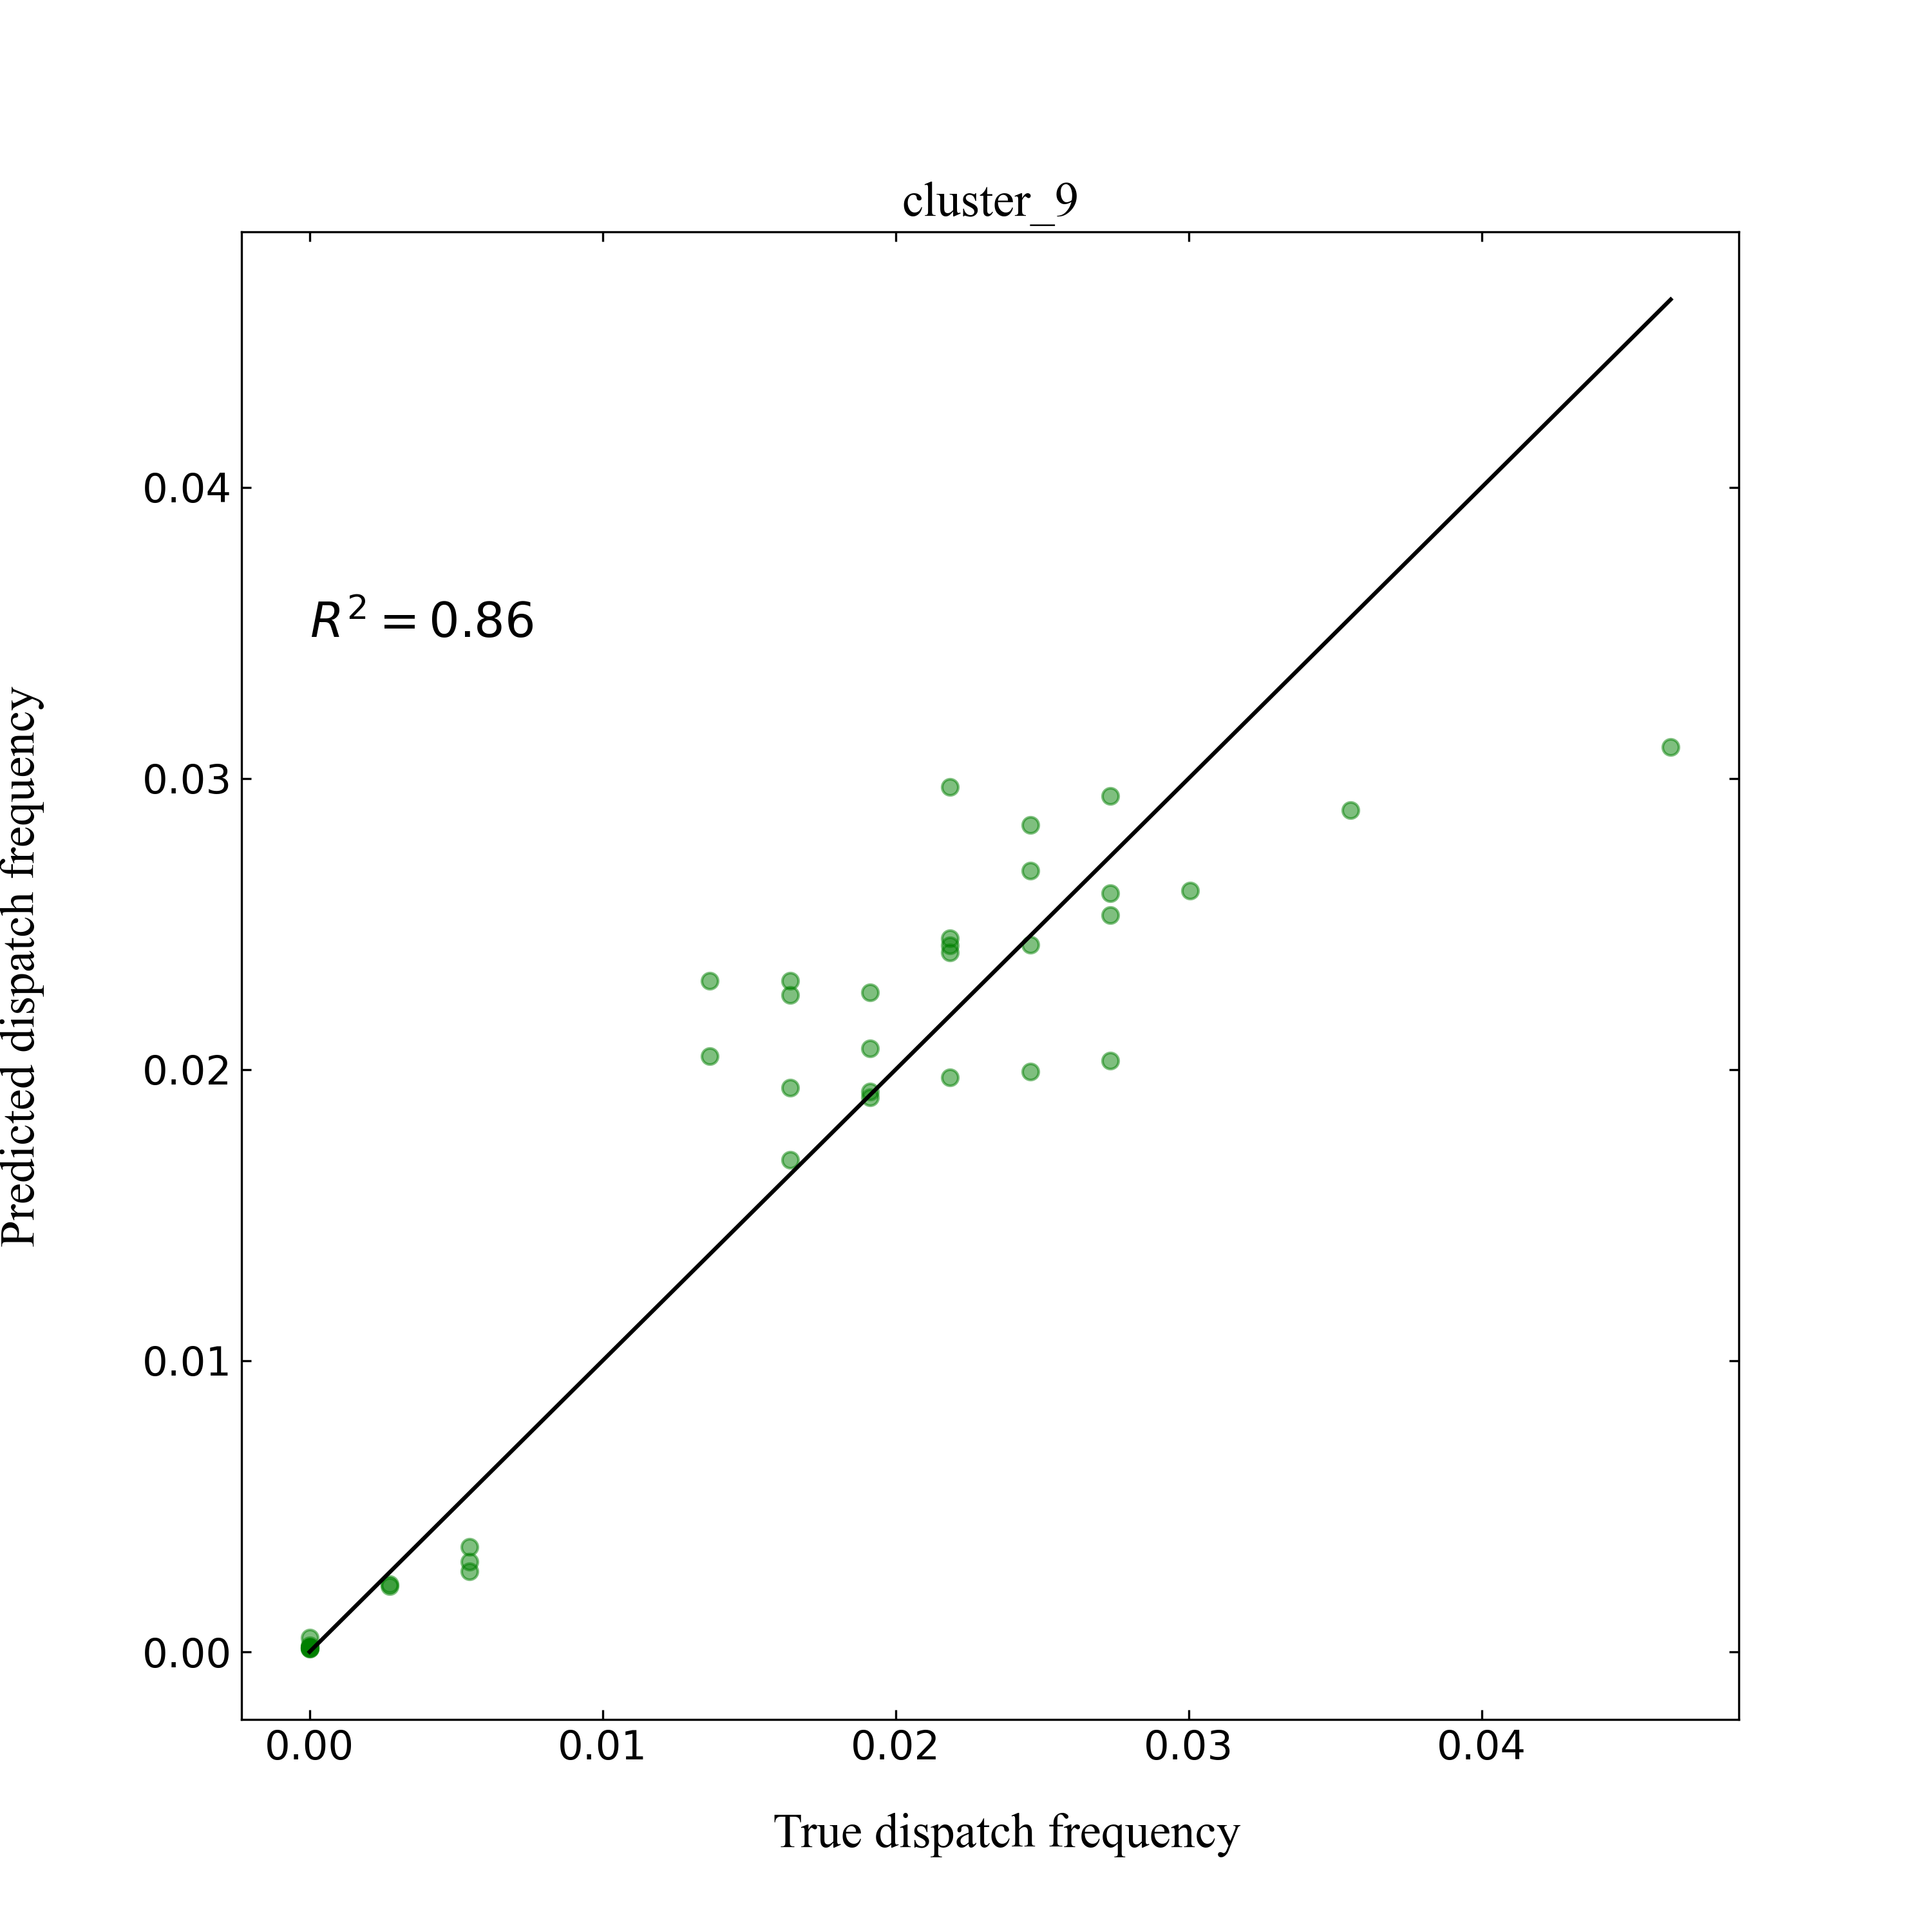 cluster_9
R² = 0.86
Predicted dispatch frequency
0.04
0.03
0.02
0.01
0.00
0.00 0.01 0.02 0.03 0.04
True dispatch frequency